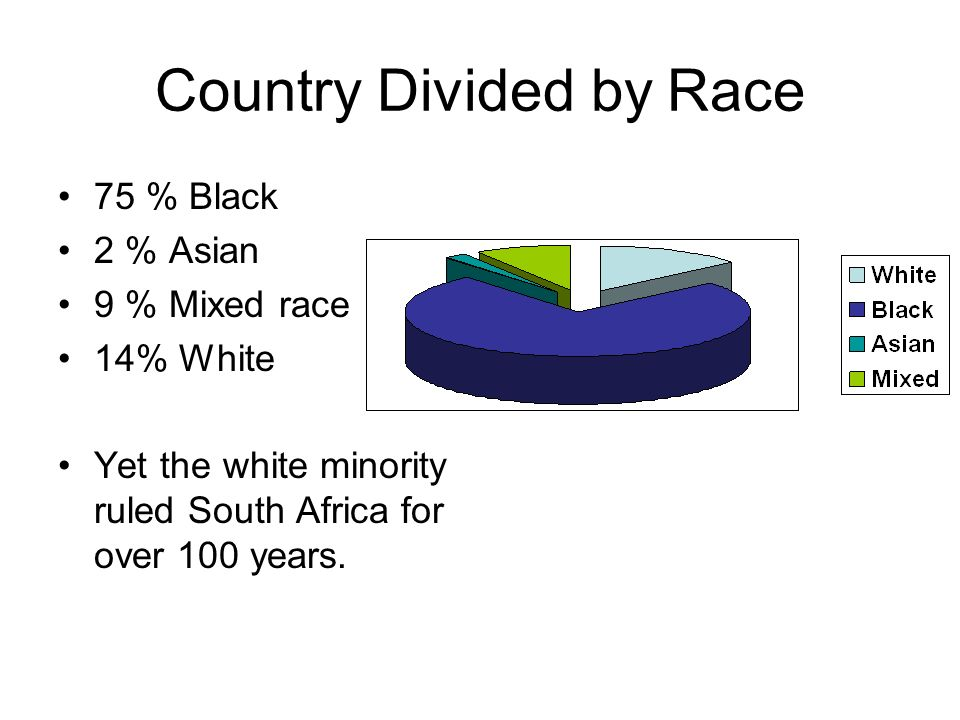 Country Divided by Race
• 75 % Black
• 2 % Asian
• 9 % Mixed race
• 14% White
• Yet the white minority
ruled South Africa for
over 100 years.
White
Black
Asian
Mixed